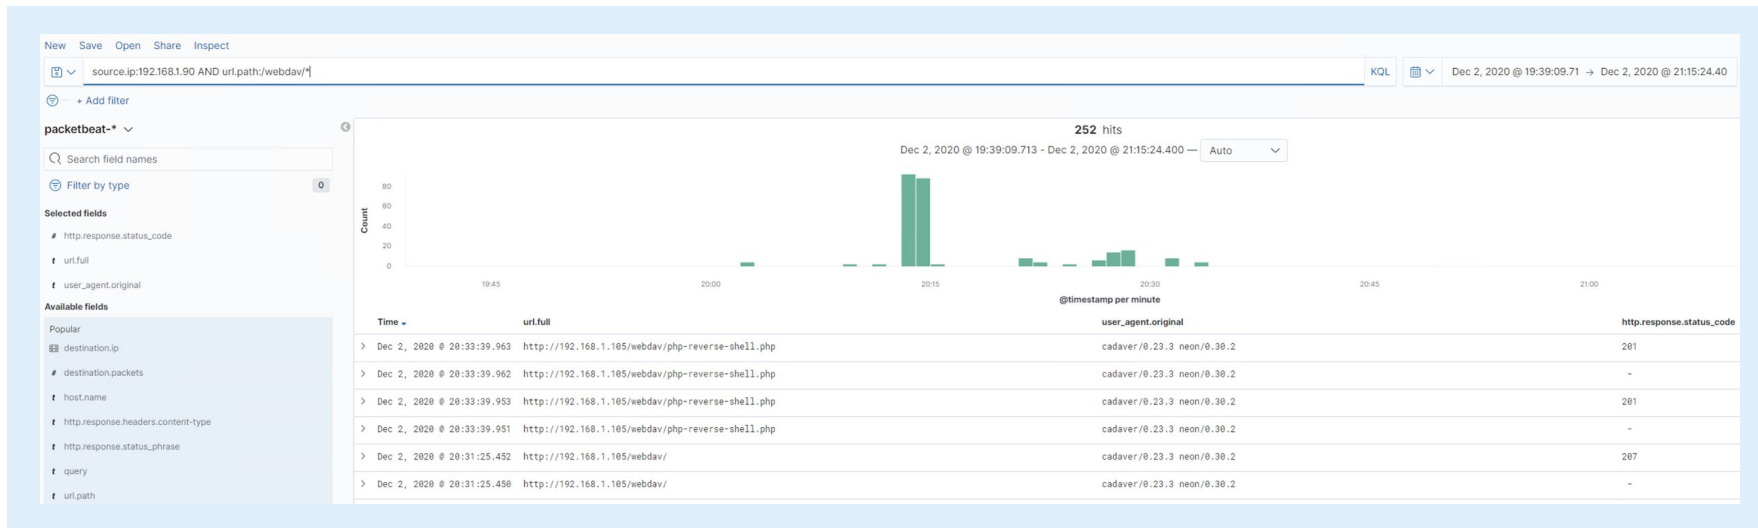 New Save Open Share Inspect
source.ip:192.168.1.90 AND url.path:/webdav/*
KQL
Dec 2, 2020 @ 19:39:09.71 → Dec 2, 2020 @ 21:15:24.40
+ Add filter
packetbeat-*
Search field names
Filter by type 0
Selected fields
# http.response.status_code
t url.full
t user_agent.original
Available fields
Popular
destination.ip
# destination.packets
t host.name
t http.response.headers.content-type
t http.response.status_phrase
t query
t url.path
252 hits
Dec 2, 2020 @ 19:39:09.713 - Dec 2, 2020 @ 21:15:24.400 — Auto
Count
80
60
40
20
0
19:45 20:00 20:15 20:30 20:45 21:00
@timestamp per minute
Time url.full user_agent.original http.response.status_code
> Dec 2, 2020 @ 20:33:39.963 http://192.168.1.105/webdav/php-reverse-shell.php cadaver/0.23.3 neon/0.30.2 201
> Dec 2, 2020 @ 20:33:39.962 http://192.168.1.105/webdav/php-reverse-shell.php cadaver/0.23.3 neon/0.30.2 -
> Dec 2, 2020 @ 20:33:39.953 http://192.168.1.105/webdav/php-reverse-shell.php cadaver/0.23.3 neon/0.30.2 201
> Dec 2, 2020 @ 20:33:39.951 http://192.168.1.105/webdav/php-reverse-shell.php cadaver/0.23.3 neon/0.30.2 -
> Dec 2, 2020 @ 20:31:25.452 http://192.168.1.105/webdav/ cadaver/0.23.3 neon/0.30.2 207
> Dec 2, 2020 @ 20:31:25.450 http://192.168.1.105/webdav/ cadaver/0.23.3 neon/0.30.2 -